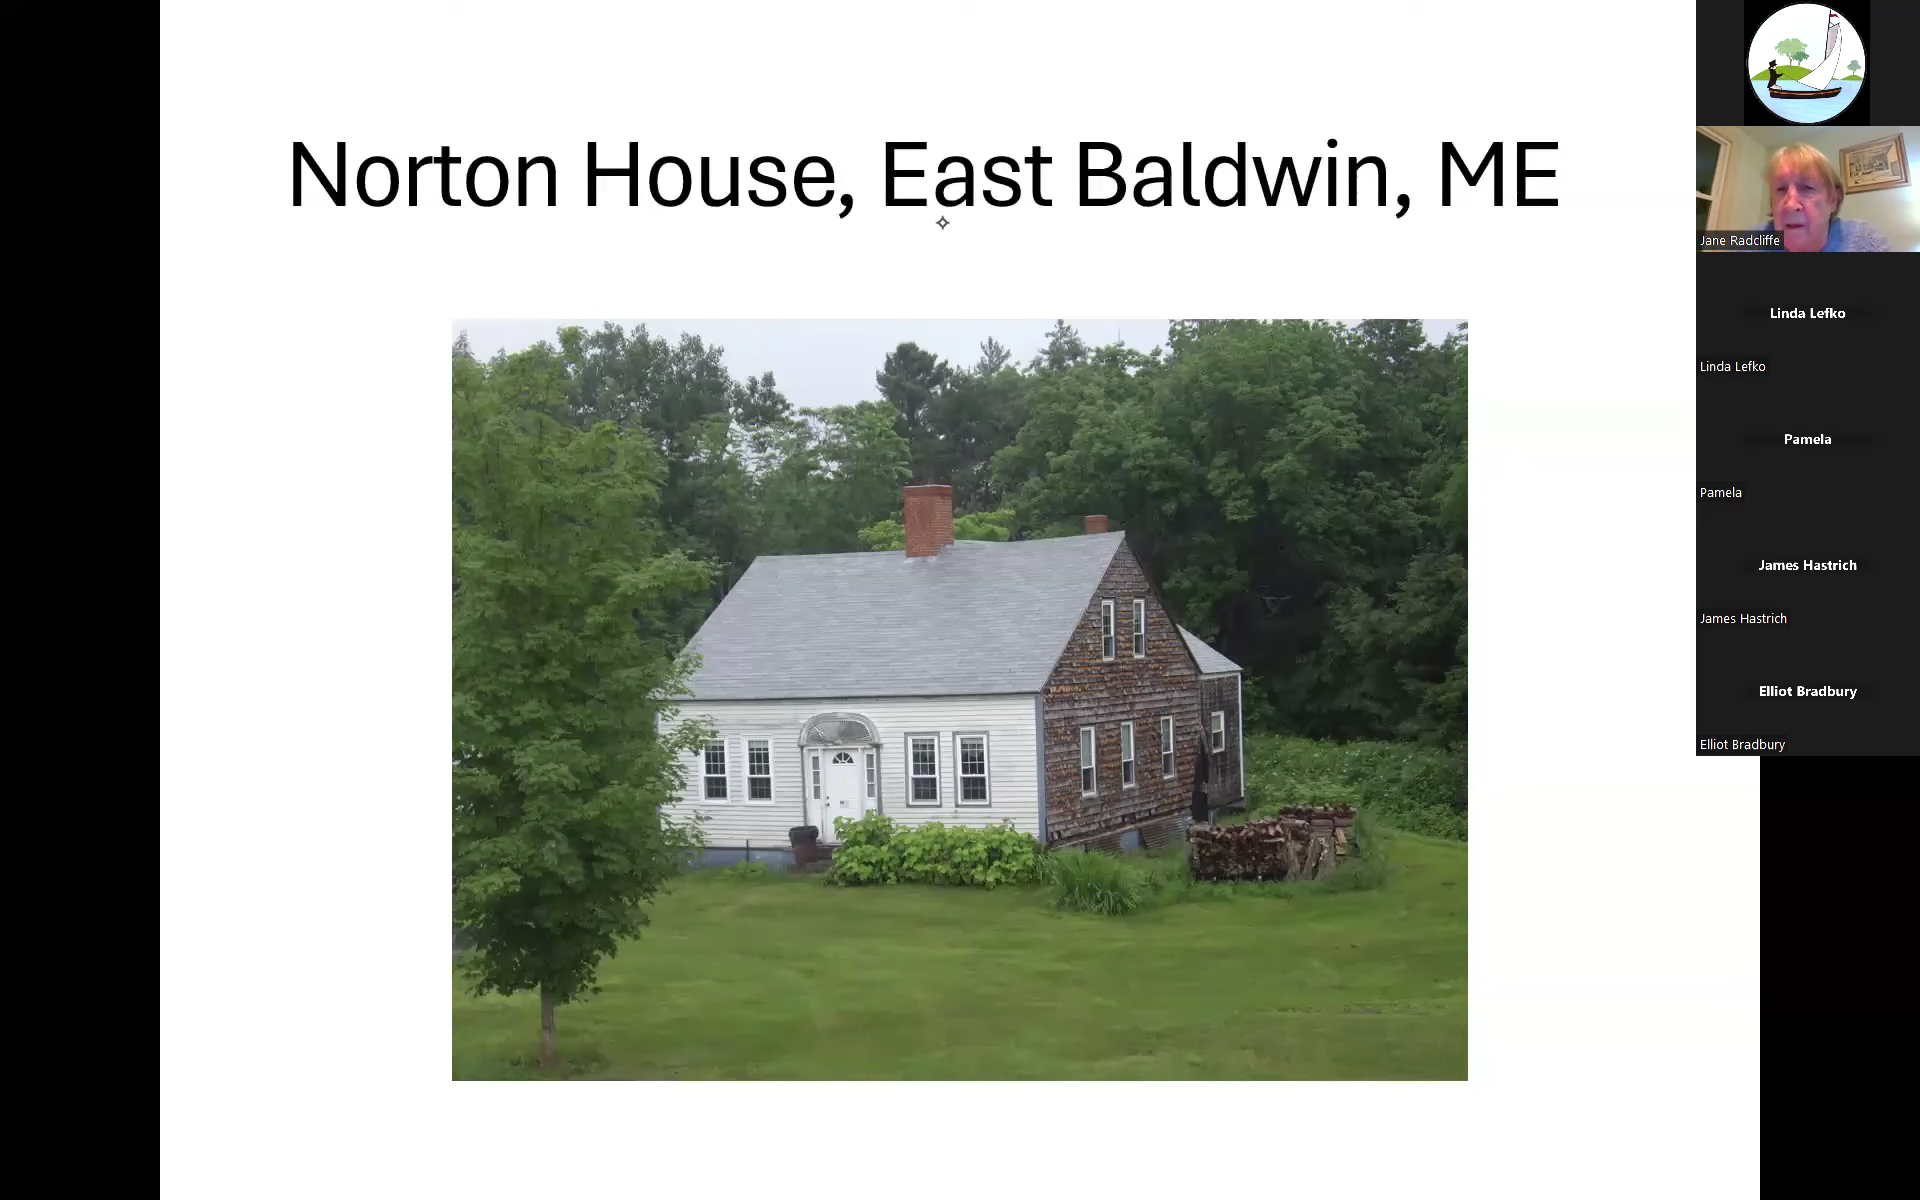 Norton House, East Baldwin, ME
Jane Radcliffe
Linda Lefko
Linda Lefko
Pamela
Pamela
James Hastrich
James Hastrich
Elliot Bradbury
Elliot Bradbury